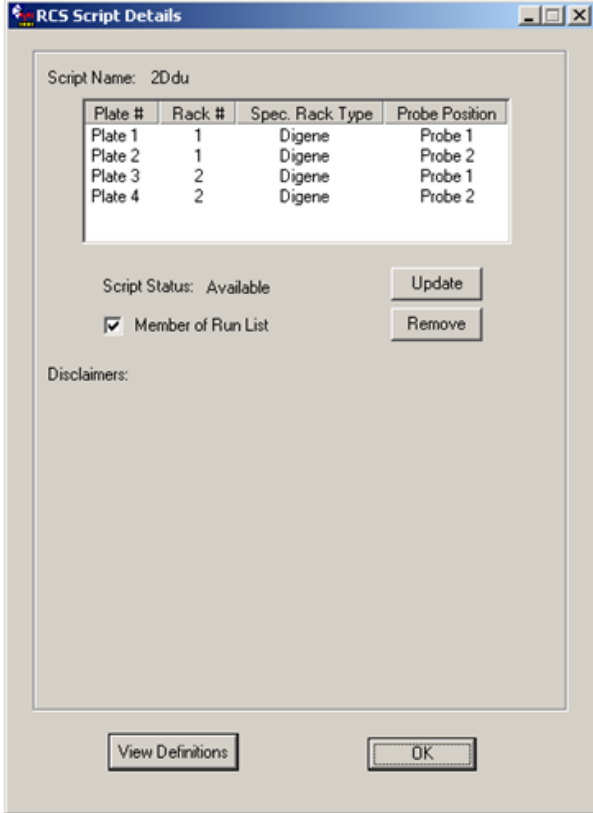 RCS Script Details
Script Name: 2Ddu
Plate # Rack # Spec. Rack Type Probe Position
Plate 1 1 Digene Probe 1
Plate 2 1 Digene Probe 2
Plate 3 2 Digene Probe 1
Plate 4 2 Digene Probe 2
Script Status: Available Update
Member of Run List Remove
Disclaimers:
View Definitions OK